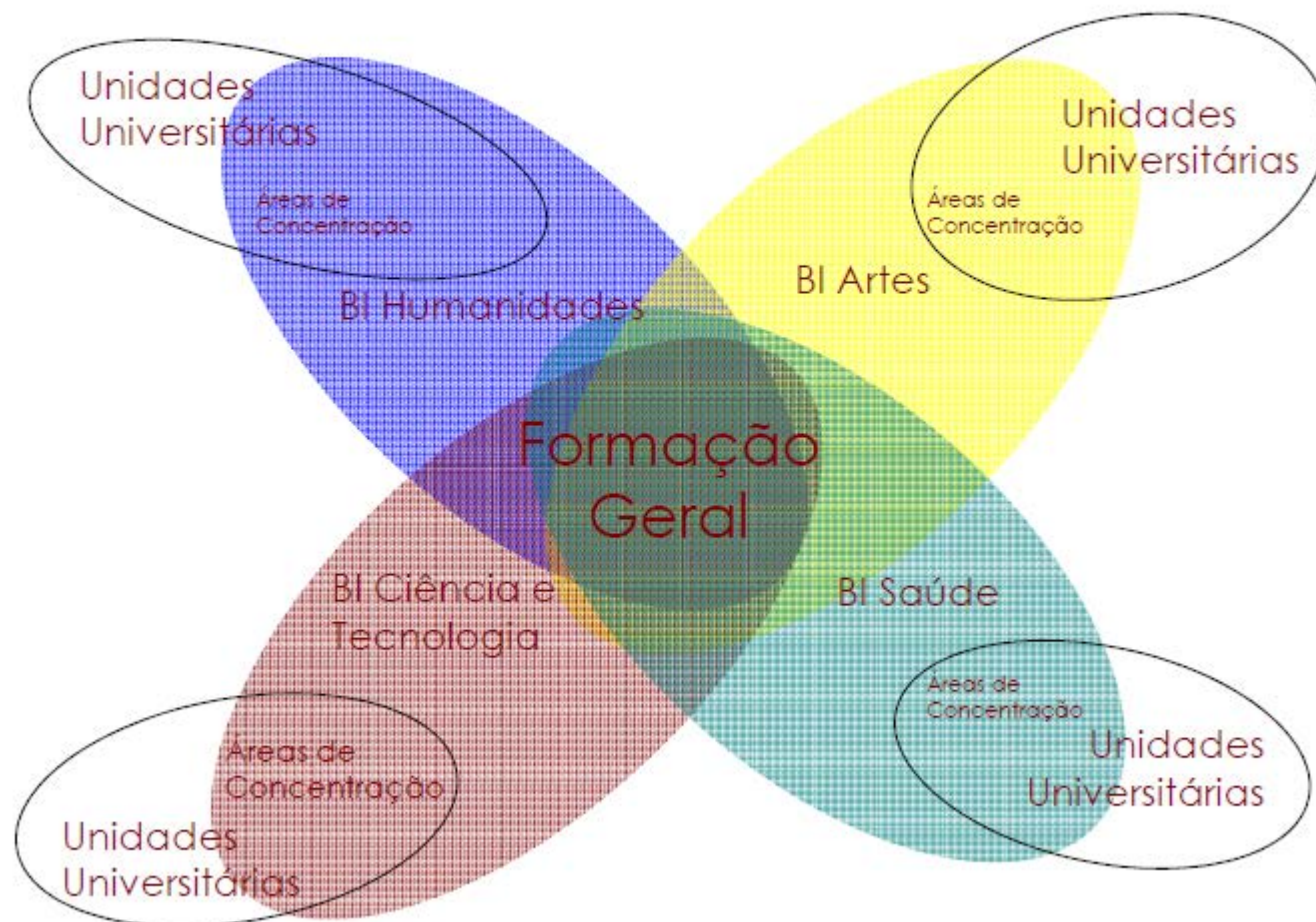 Unidades
Universitárias
Áreas de
Concentração
BI Humanidades
Unidades
Universitárias
Áreas de
Concentração
BI Artes
Formação
Geral
BI Ciência e
Tecnologia
Áreas de
Concentração
Unidades
Universitárias
BI Saúde
Áreas de
Concentração
Unidades
Universitárias